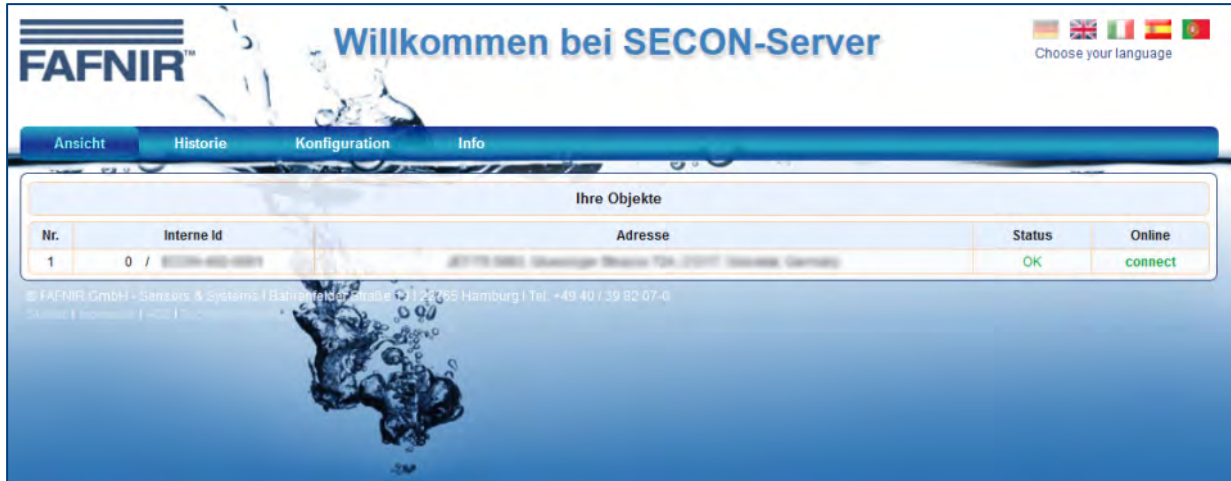 FAFNIR™
Willkommen bei SECON-Server
Choose your language
Ansicht Historie Konfiguration Info
Ihre Objekte
Nr. Interne Id Adresse Status Online
1 0 / OK connect
© FAFNIR GmbH - Sensors & Systems | Bahrenfelder Straße 19 | 22765 Hamburg | Tel. +49 40 / 39 82 07-0